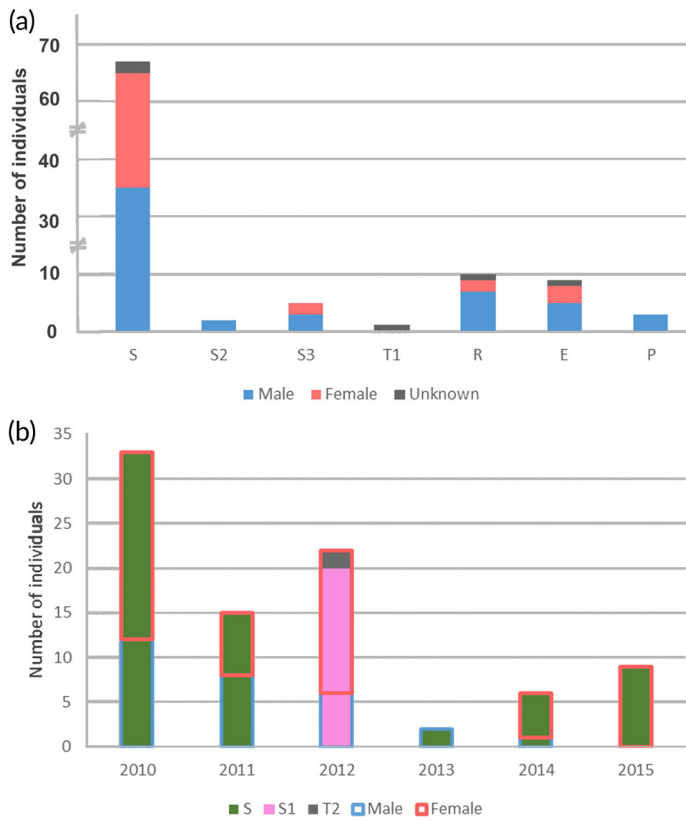 (a)
Number of individuals
70
60
40
30
10
0
S S2 S3 T1 R E P
Male Female Unknown
(b)
Number of individuals
35
30
25
20
15
10
5
0
2010 2011 2012 2013 2014 2015
S S1 T2 Male Female